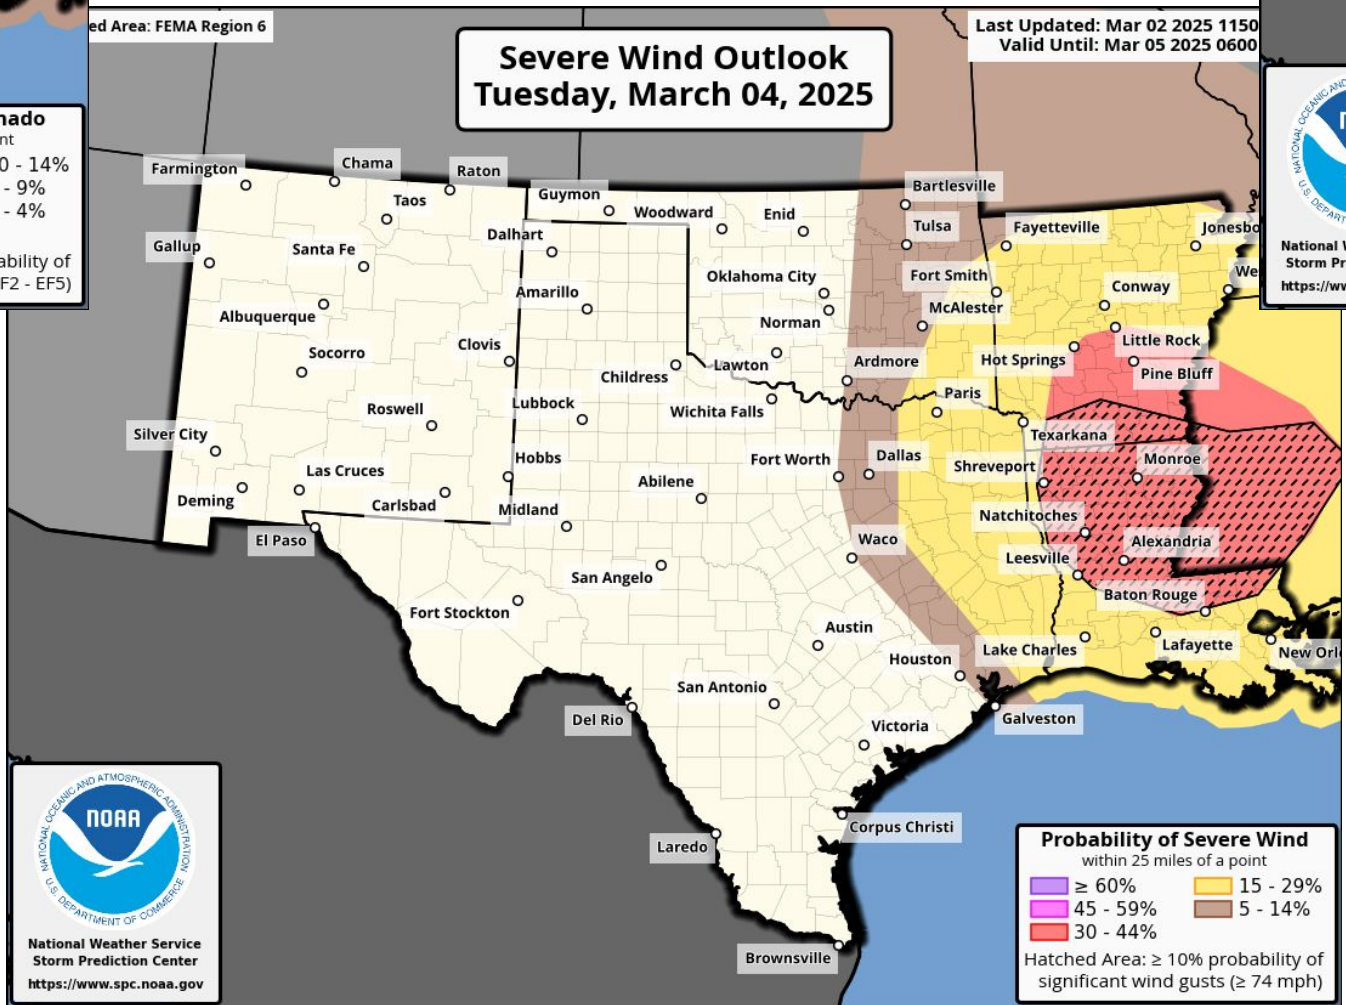 ed Area: FEMA Region 6
Last Updated: Mar 02 2025 1150
Valid Until: Mar 05 2025 0600
Severe Wind Outlook
Tuesday, March 04, 2025
nado
nt
0 - 14%
- 9%
- 4%
ability of
F2 - EF5)
Farmington
Chama
Raton
Taos
Guymon
Woodward
Enid
Bartlesville
Tulsa
Fayetteville
Jonesbo
Gallup
Santa Fe
Dalhart
Oklahoma City
Fort Smith
We
Albuquerque
Amarillo
Norman
McAlester
Conway
Socorro
Clovis
Childress
Lawton
Ardmore
Hot Springs
Little Rock
Pine Bluff
Roswell
Lubbock
Wichita Falls
Paris
Texarkana
Silver City
Las Cruces
Hobbs
Abilene
Fort Worth
Dallas
Shreveport
Monroe
Deming
Carlsbad
Midland
Natchitoches
El Paso
San Angelo
Waco
Leesville
Alexandria
Fort Stockton
Austin
Baton Rouge
Houston
Lake Charles
Lafayette
New Orl
San Antonio
Del Rio
Victoria
Galveston
Laredo
Corpus Christi
Brownsville
NATIONAL OCEANIC AND ATMOSPHERIC ADMINISTRATION
NOAA
U.S. DEPARTMENT OF COMMERCE
National Weather Service
Storm Prediction Center
https://www.spc.noaa.gov
Probability of Severe Wind
within 25 miles of a point
≥ 60%
45 - 59%
30 - 44%
15 - 29%
5 - 14%
Hatched Area: ≥ 10% probability of
significant wind gusts (≥ 74 mph)
NATIONAL OCEANIC AND
U.S. DEPART
National W
Storm Pr
https://ww